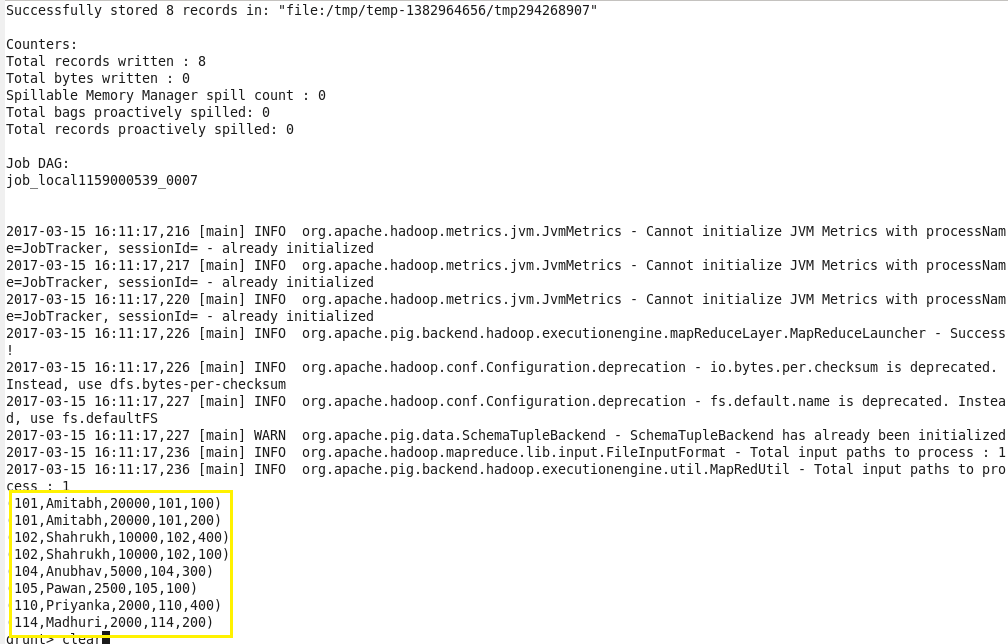 Successfully stored 8 records in: "file:/tmp/temp-1382964656/tmp294268907"
Counters:
Total records written : 8
Total bytes written : 0
Spillable Memory Manager spill count : 0
Total bags proactively spilled: 0
Total records proactively spilled: 0
Job DAG:
job_local1159000539_0007
2017-03-15 16:11:17,216 [main] INFO  org.apache.hadoop.metrics.jvm.JvmMetrics - Cannot initialize JVM Metrics with processNam
e=JobTracker, sessionId= - already initialized
2017-03-15 16:11:17,217 [main] INFO  org.apache.hadoop.metrics.jvm.JvmMetrics - Cannot initialize JVM Metrics with processNam
e=JobTracker, sessionId= - already initialized
2017-03-15 16:11:17,220 [main] INFO  org.apache.hadoop.metrics.jvm.JvmMetrics - Cannot initialize JVM Metrics with processNam
e=JobTracker, sessionId= - already initialized
2017-03-15 16:11:17,226 [main] INFO  org.apache.pig.backend.hadoop.executionengine.mapReduceLayer.MapReduceLauncher - Success
!
2017-03-15 16:11:17,226 [main] INFO  org.apache.hadoop.conf.Configuration.deprecation - io.bytes.per.checksum is deprecated.
Instead, use dfs.bytes-per-checksum
2017-03-15 16:11:17,227 [main] INFO  org.apache.hadoop.conf.Configuration.deprecation - fs.default.name is deprecated. Instea
d, use fs.defaultFS
2017-03-15 16:11:17,227 [main] WARN  org.apache.pig.data.SchemaTupleBackend - SchemaTupleBackend has already been initialized
2017-03-15 16:11:17,236 [main] INFO  org.apache.hadoop.mapreduce.lib.input.FileInputFormat - Total input paths to process : 1
2017-03-15 16:11:17,236 [main] INFO  org.apache.pig.backend.hadoop.executionengine.util.MapRedUtil - Total input paths to pro
cess : 1
101,Amitabh,20000,101,100)
101,Amitabh,20000,101,200)
102,Shahrukh,10000,102,400)
102,Shahrukh,10000,102,100)
104,Anubhav,5000,104,300)
105,Pawan,2500,105,100)
110,Priyanka,2000,110,400)
114,Madhuri,2000,114,200)
grunt> clear